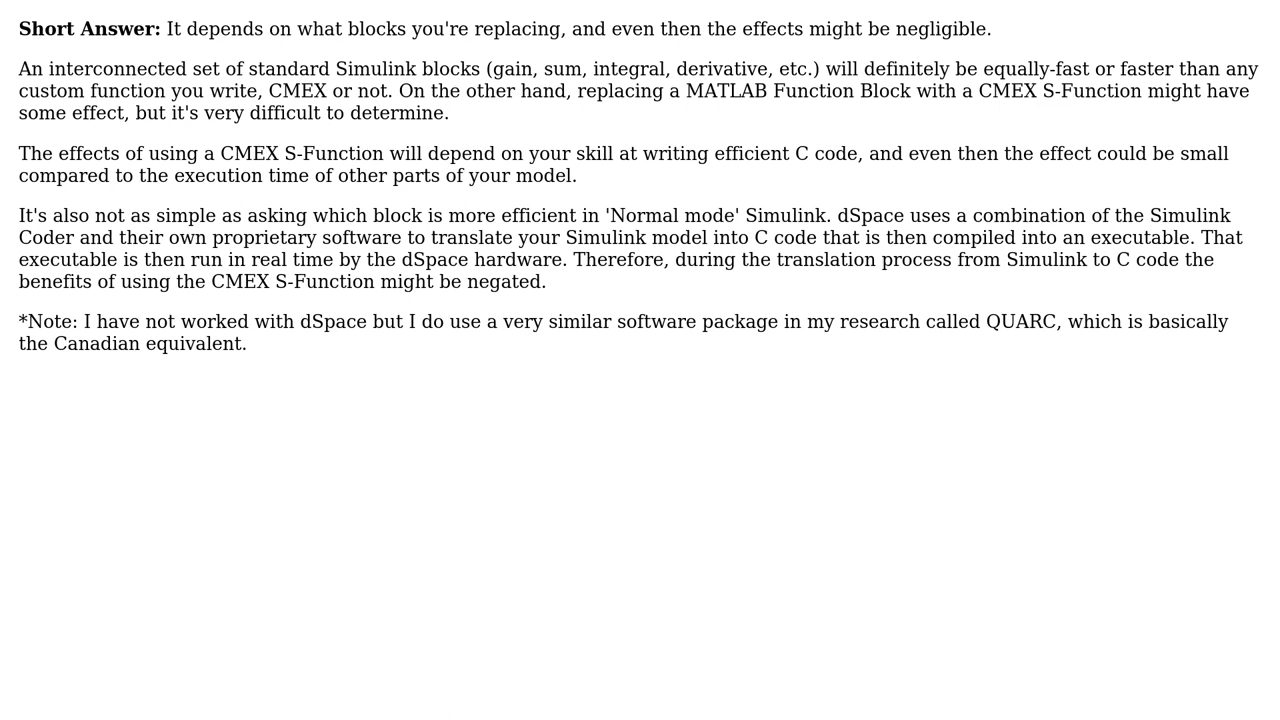 Short Answer: It depends on what blocks you're replacing, and even then the effects might be negligible.
An interconnected set of standard Simulink blocks (gain, sum, integral, derivative, etc.) will definitely be equally-fast or faster than any
custom function you write, CMEX or not. On the other hand, replacing a MATLAB Function Block with a CMEX S-Function might have
some effect, but it's very difficult to determine.
The effects of using a CMEX S-Function will depend on your skill at writing efficient C code, and even then the effect could be small
compared to the execution time of other parts of your model.
It's also not as simple as asking which block is more efficient in 'Normal mode' Simulink. dSpace uses a combination of the Simulink
Coder and their own proprietary software to translate your Simulink model into C code that is then compiled into an executable. That
executable is then run in real time by the dSpace hardware. Therefore, during the translation process from Simulink to C code the
benefits of using the CMEX S-Function might be negated.
*Note: I have not worked with dSpace but I do use a very similar software package in my research called QUARC, which is basically
the Canadian equivalent.